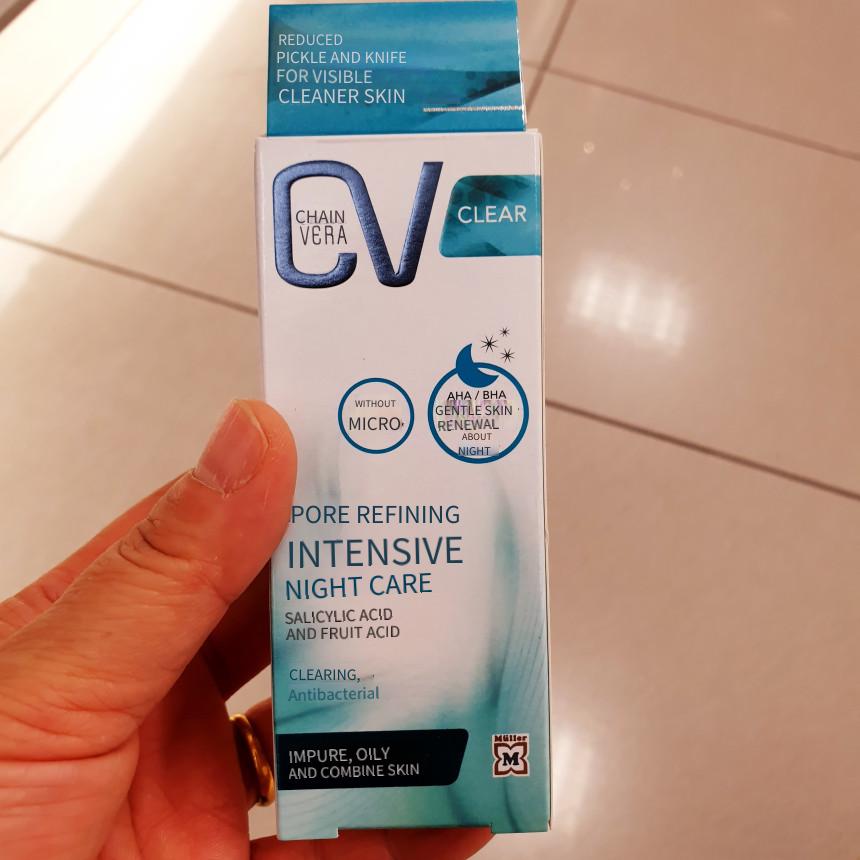 REDUCED
PICKLE AND KNIFE
FOR VISIBLE
CLEANER SKIN
CV
CHAIN
VERA
CLEAR
WITHOUT
MICRO
AHA / BHA
GENTLE SKIN
RENEWAL
ABOUT
NIGHT
PORE REFINING
INTENSIVE
NIGHT CARE
SALICYLIC ACID
AND FRUIT ACID
CLEARING,
Antibacterial
IMPURE, OILY
AND COMBINE SKIN
Müller
M